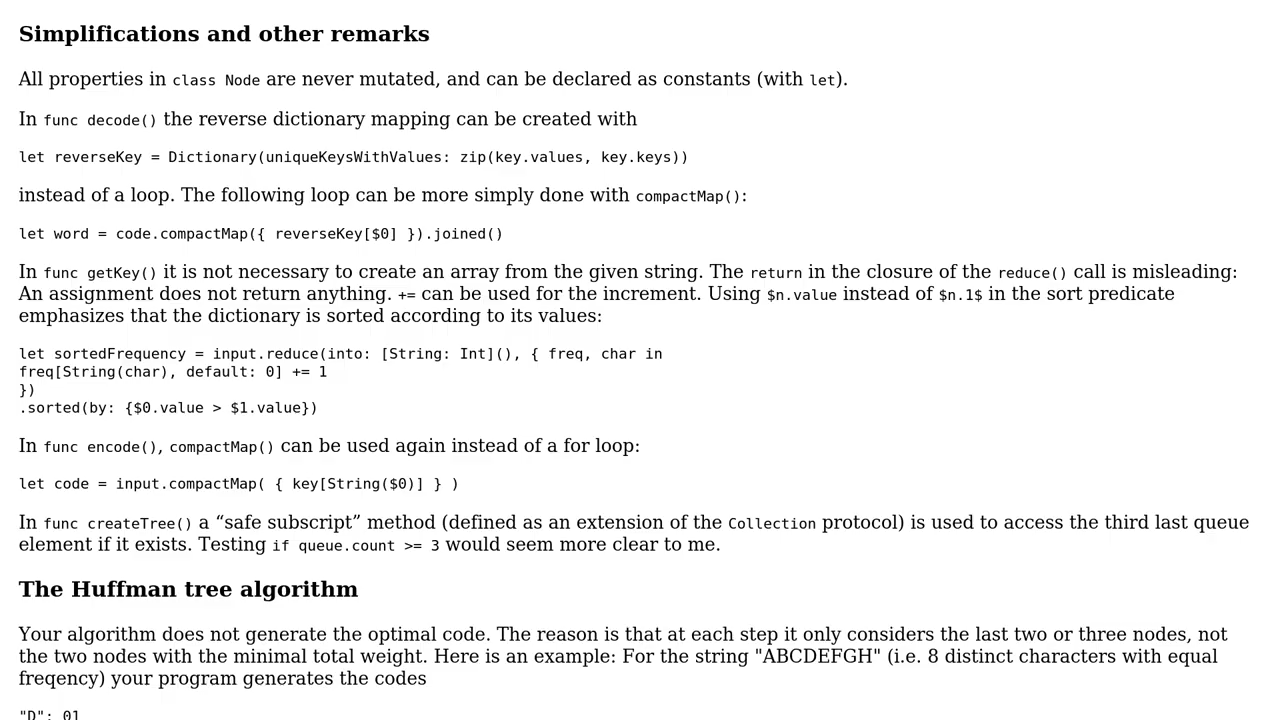 Simplifications and other remarks
All properties in class Node are never mutated, and can be declared as constants (with let).
In func decode() the reverse dictionary mapping can be created with
let reverseKey = Dictionary(uniqueKeysWithValues: zip(key.values, key.keys))
instead of a loop. The following loop can be more simply done with compactMap():
let word = code.compactMap({ reverseKey[$0] }).joined()
In func getKey() it is not necessary to create an array from the given string. The return in the closure of the reduce() call is misleading:
An assignment does not return anything. += can be used for the increment. Using $n.value instead of $n.1$ in the sort predicate
emphasizes that the dictionary is sorted according to its values:
let sortedFrequency = input.reduce(into: [String: Int](), { freq, char in
freq[String(char), default: 0] += 1
})
.sorted(by: {$0.value > $1.value})
In func encode(), compactMap() can be used again instead of a for loop:
let code = input.compactMap( { key[String($0)] } )
In func createTree() a “safe subscript” method (defined as an extension of the Collection protocol) is used to access the third last queue
element if it exists. Testing if queue.count >= 3 would seem more clear to me.
The Huffman tree algorithm
Your algorithm does not generate the optimal code. The reason is that at each step it only considers the last two or three nodes, not
the two nodes with the minimal total weight. Here is an example: For the string "ABCDEFGH" (i.e. 8 distinct characters with equal
freqency) your program generates the codes
"D": 01